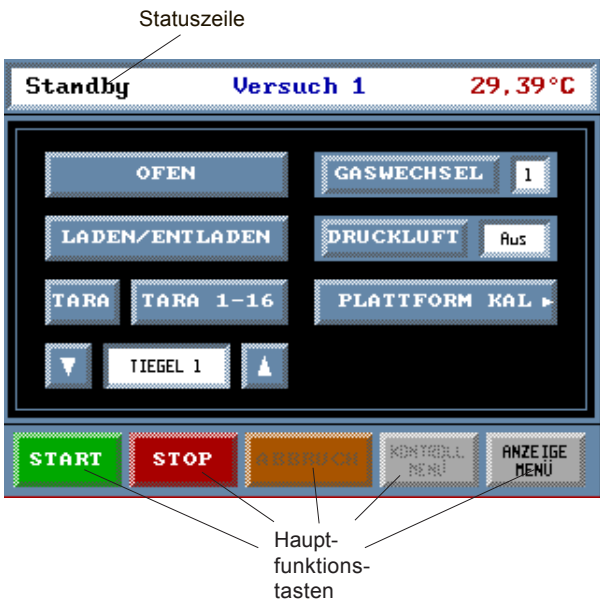 Statuszeile
Standby Versuch 1 29,39°C
OFEN GASWECHSEL 1
LADEN/ENTLADEN DRUCKLUFT Aus
TARA TARA 1-16 PLATTFORM KAL ►
▼ TIEGEL 1 ▲
START STOP ABBRUCH KONTROLL ANZEIGE
MENÜ MENÜ
Haupt-
funktions-
tasten